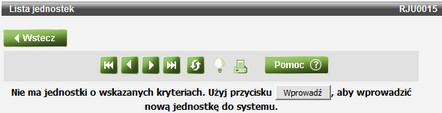 Lista jednostek RJU0015
Wstecz
Pomoc
Nie ma jednostki o wskazanych kryteriach. Użyj przycisku Wprowadź, aby wprowadzić
nową jednostkę do systemu.